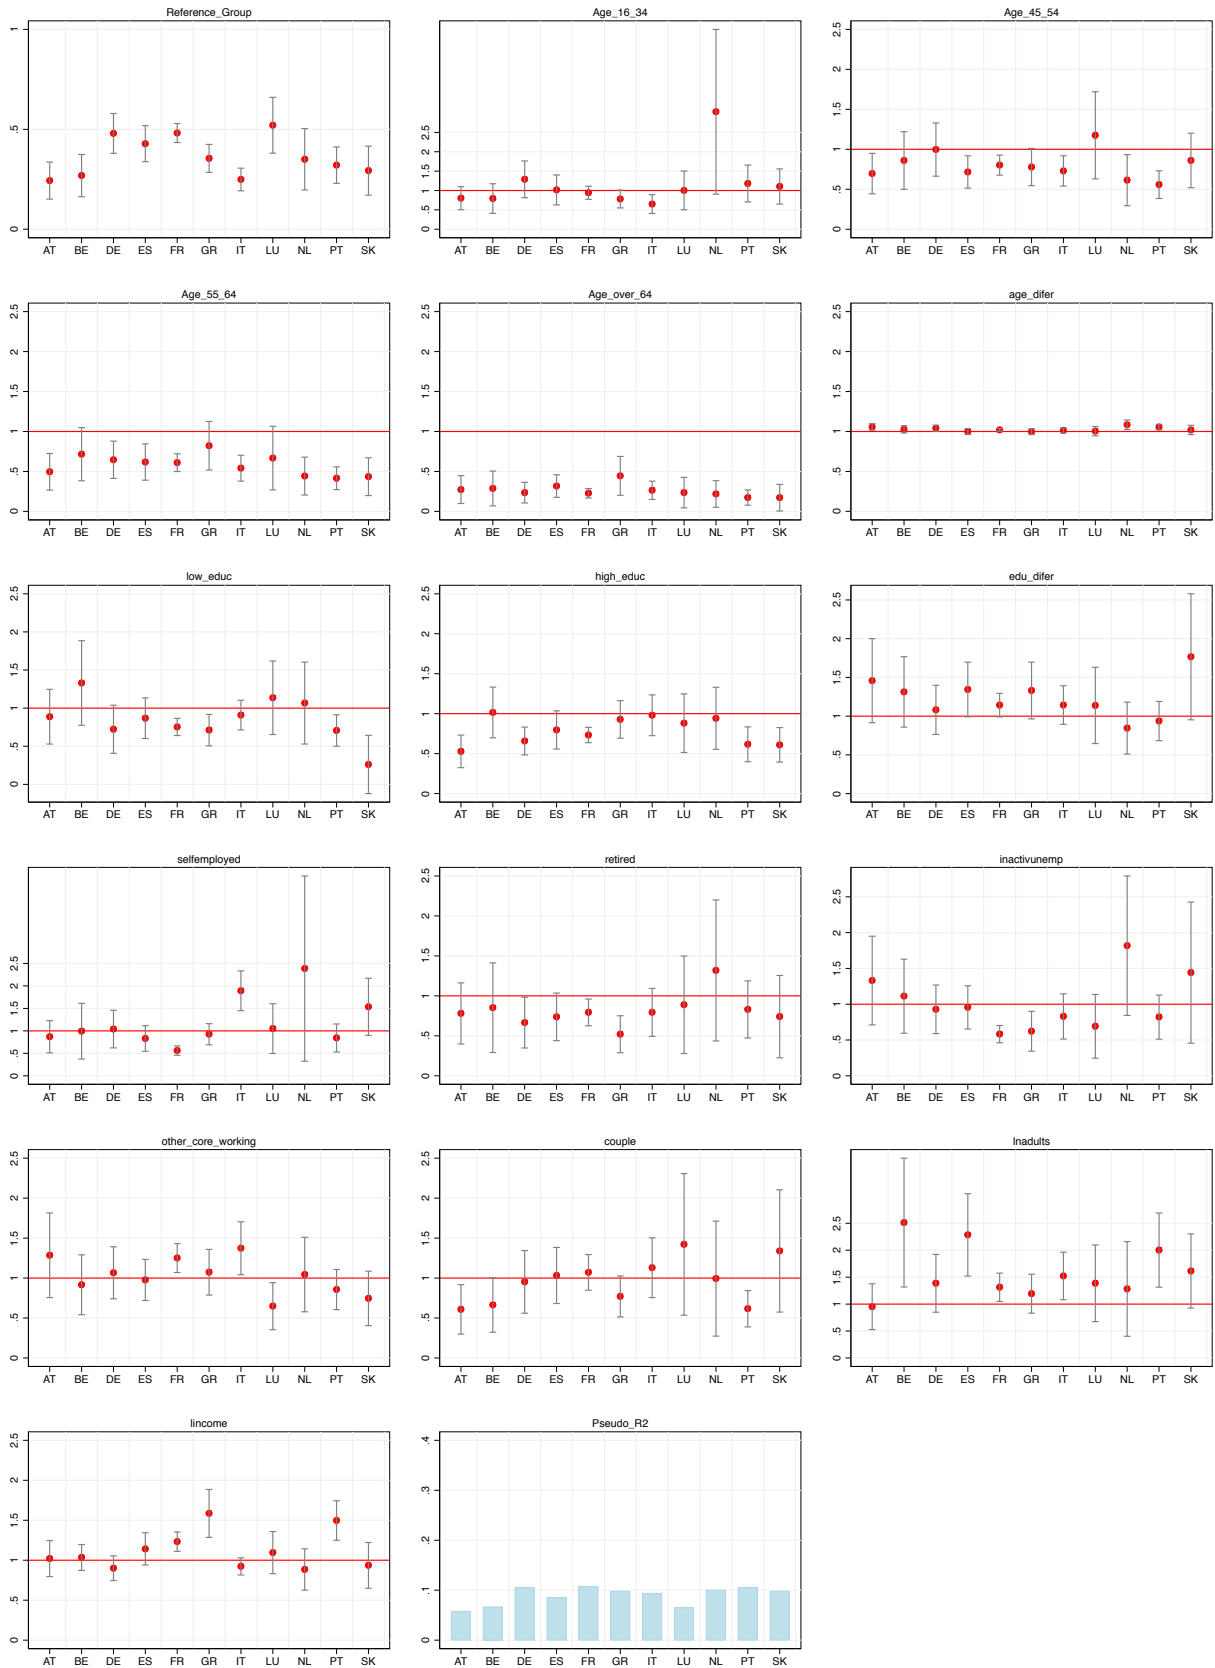 Reference_Group
1
.5
0
AT BE DE ES FR GR IT LU NL PT SK
Age_16_34
2.5
2
1.5
1
.5
0
AT BE DE ES FR GR IT LU NL PT SK
Age_45_54
2.5
2
1.5
1
.5
0
AT BE DE ES FR GR IT LU NL PT SK
Age_55_64
2.5
2
1.5
1
.5
0
AT BE DE ES FR GR IT LU NL PT SK
Age_over_64
2.5
2
1.5
1
.5
0
AT BE DE ES FR GR IT LU NL PT SK
age_difer
2.5
2
1.5
1
.5
0
AT BE DE ES FR GR IT LU NL PT SK
low_educ
2.5
2
1.5
1
.5
0
AT BE DE ES FR GR IT LU NL PT SK
high_educ
2.5
2
1.5
1
.5
0
AT BE DE ES FR GR IT LU NL PT SK
edu_difer
2.5
2
1.5
1
.5
0
AT BE DE ES FR GR IT LU NL PT SK
selfemployed
2.5
2
1.5
1
.5
0
AT BE DE ES FR GR IT LU NL PT SK
retired
2.5
2
1.5
1
.5
0
AT BE DE ES FR GR IT LU NL PT SK
inactivunemp
2.5
2
1.5
1
.5
0
AT BE DE ES FR GR IT LU NL PT SK
other_core_working
2.5
2
1.5
1
.5
0
AT BE DE ES FR GR IT LU NL PT SK
couple
2.5
2
1.5
1
.5
0
AT BE DE ES FR GR IT LU NL PT SK
lnadults
2.5
2
1.5
1
.5
0
AT BE DE ES FR GR IT LU NL PT SK
lincome
2.5
2
1.5
1
.5
0
AT BE DE ES FR GR IT LU NL PT SK
Pseudo_R2
.4
.3
.2
.1
0
AT BE DE ES FR GR IT LU NL PT SK